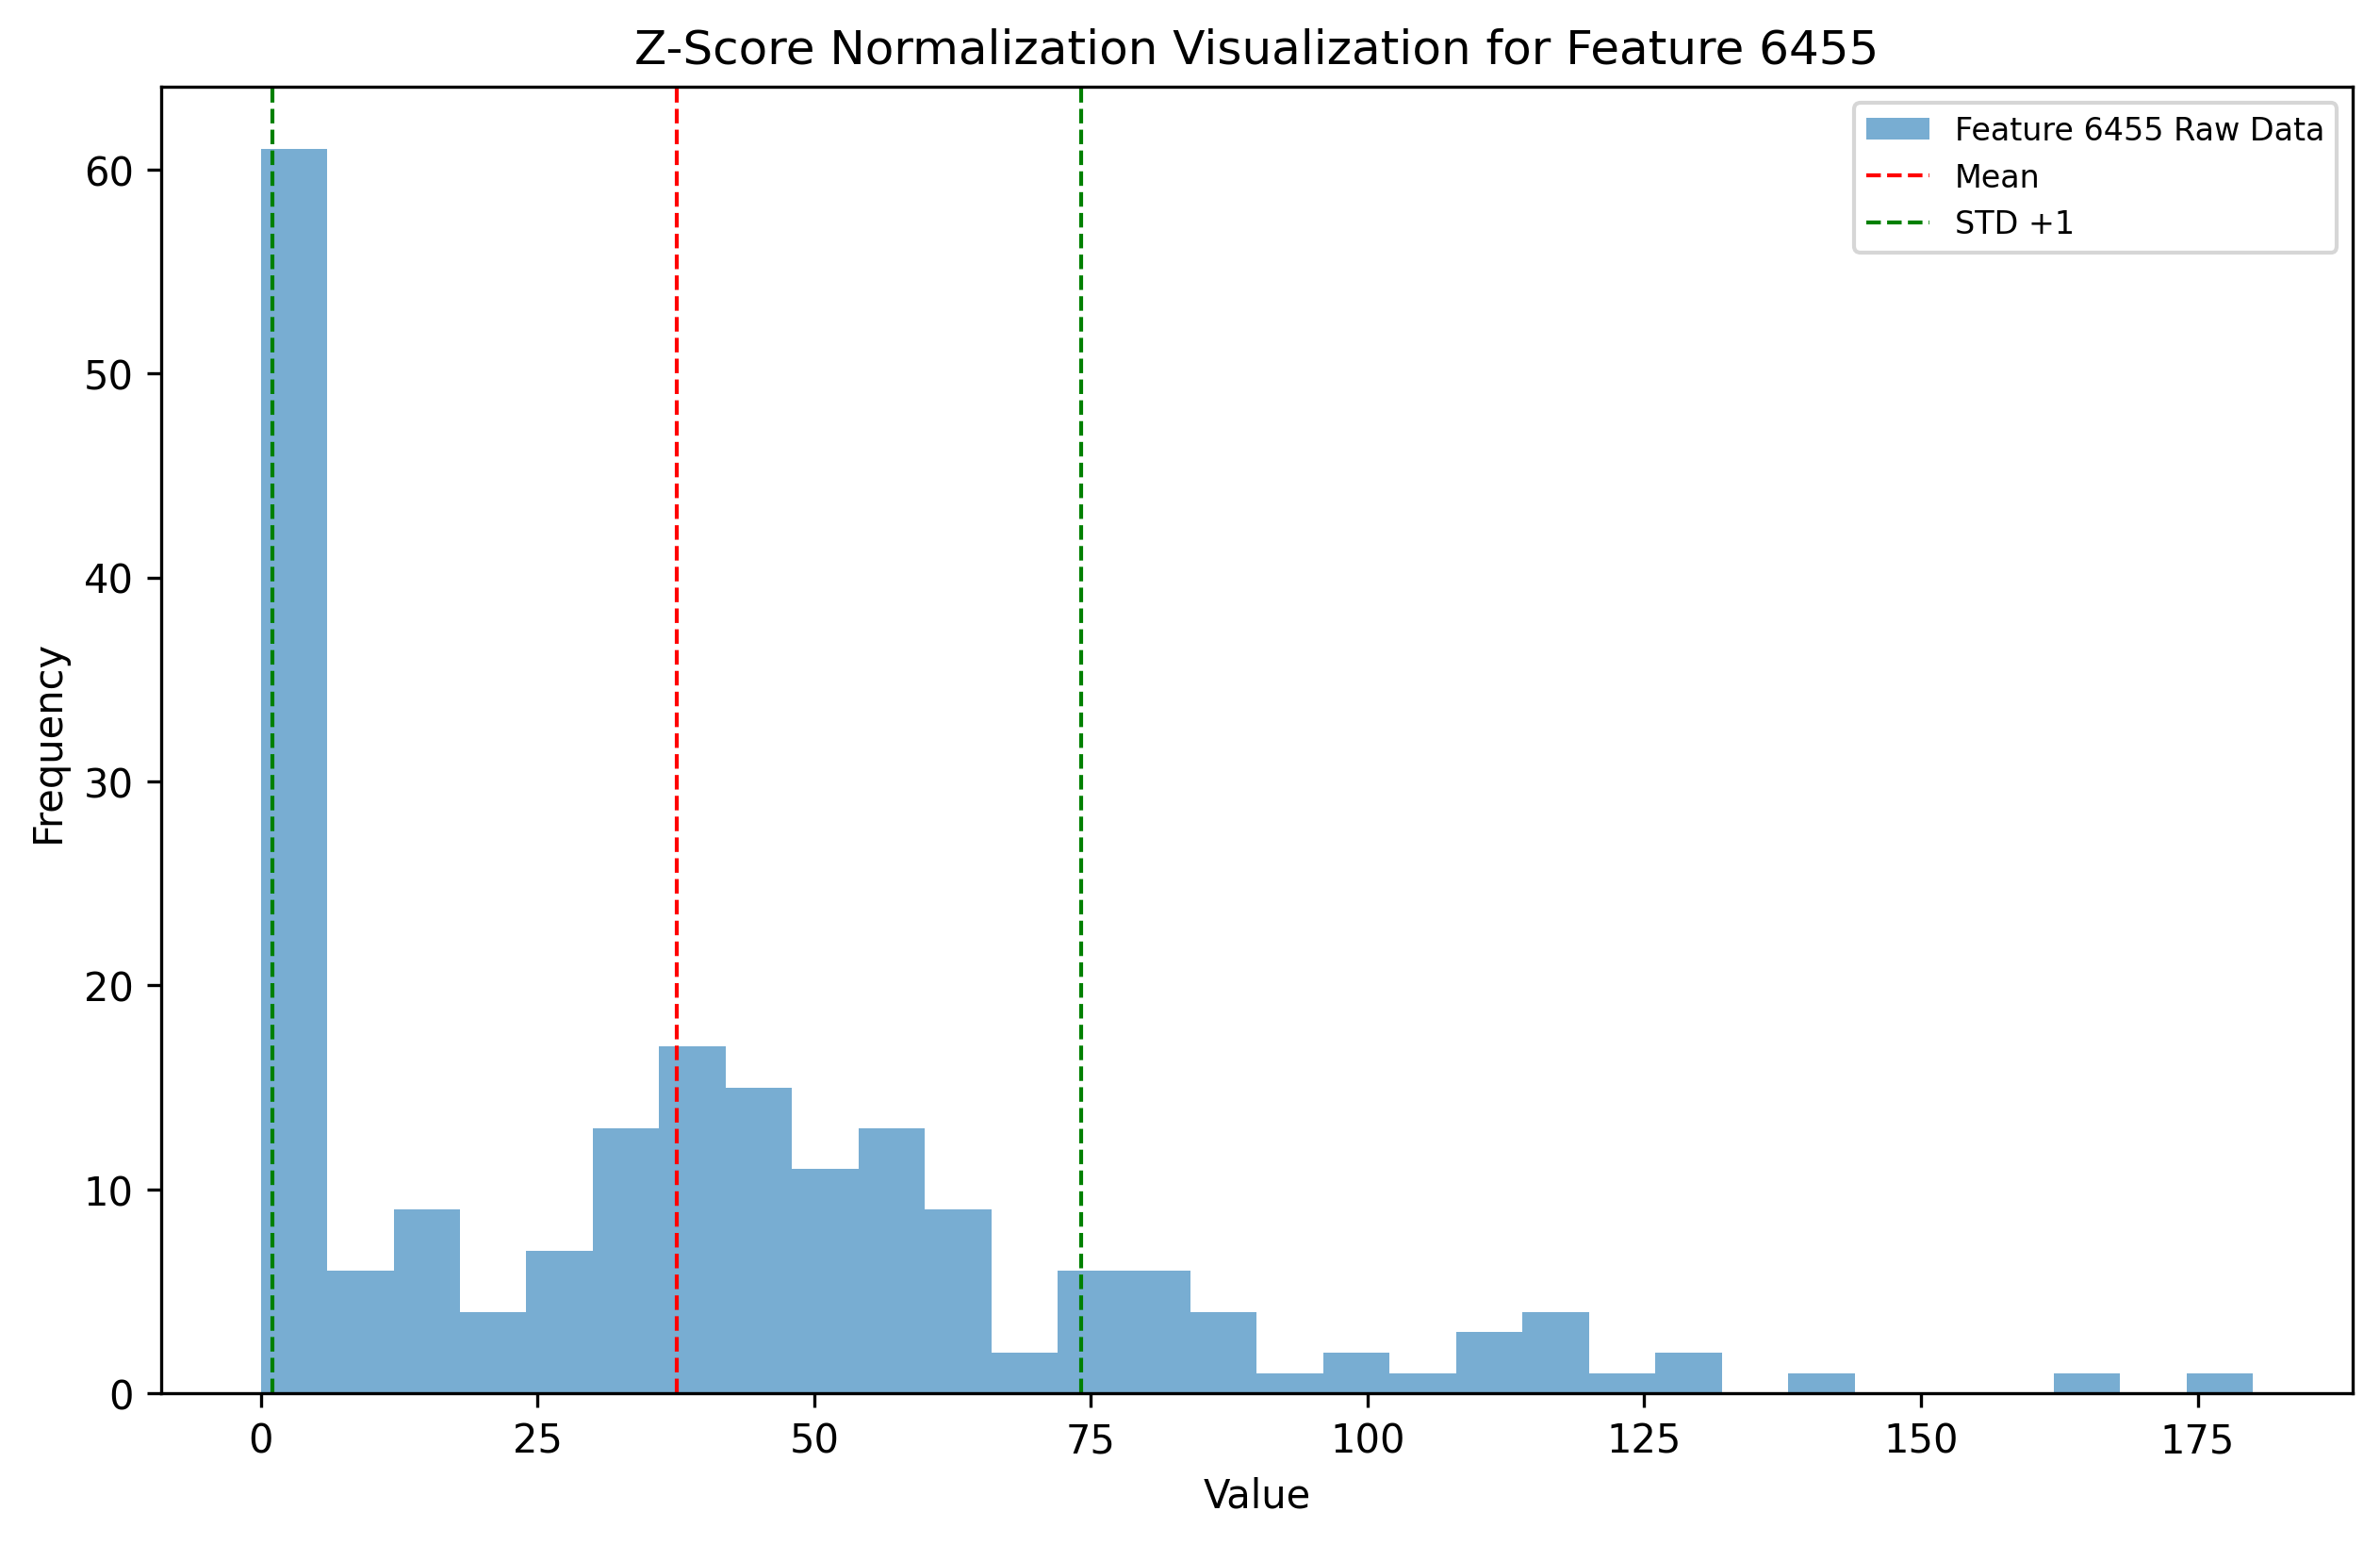 Z-Score Normalization Visualization for Feature 6455
Feature 6455 Raw Data
Mean
STD +1
60
50
40
30
20
10
0
Frequency
0 25 50 75 100 125 150 175
Value